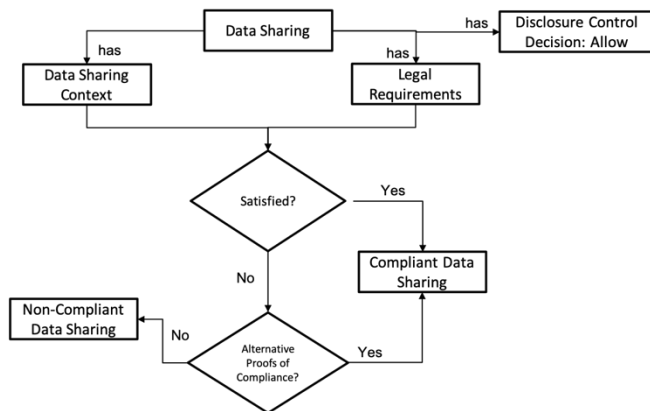 Data Sharing
has
Disclosure Control
Decision: Allow
has
has
Data Sharing
Context
Legal
Requirements
Satisfied?
Yes
Compliant Data
Sharing
No
Non-Compliant
Data Sharing
No
Alternative
Proofs of
Compliance?
Yes